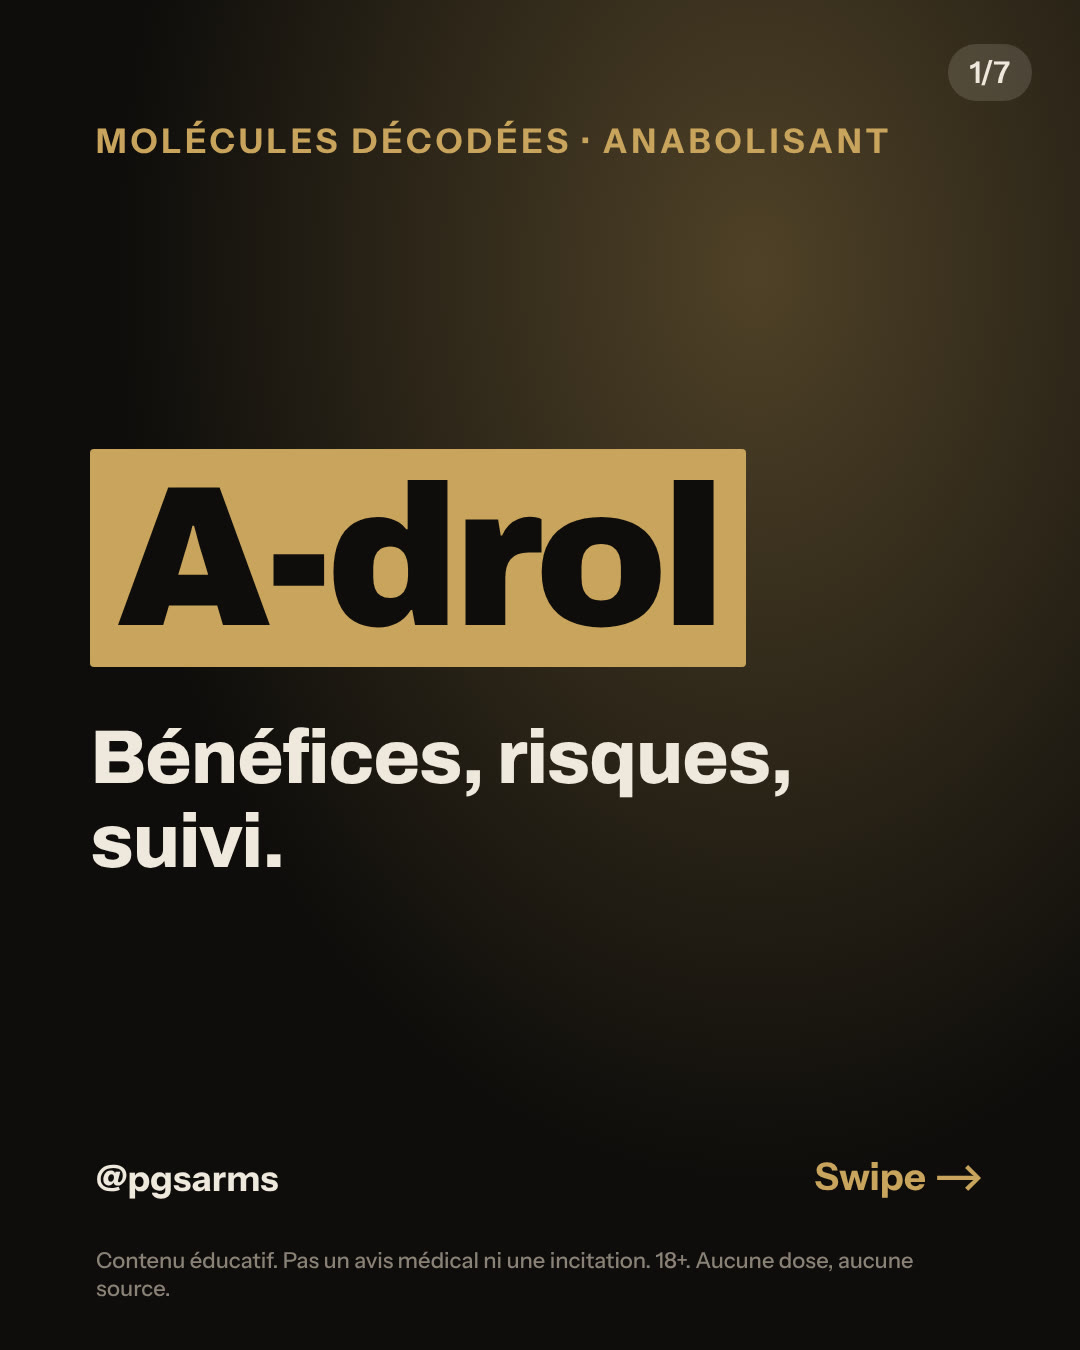 1/7
MOLÉCULES DÉCODÉES · ANABOLISANT
A-drol
Bénéfices, risques,
suivi.
@pgsarms
Swipe →
Contenu éducatif. Pas un avis médical ni une incitation. 18+. Aucune dose, aucune
source.